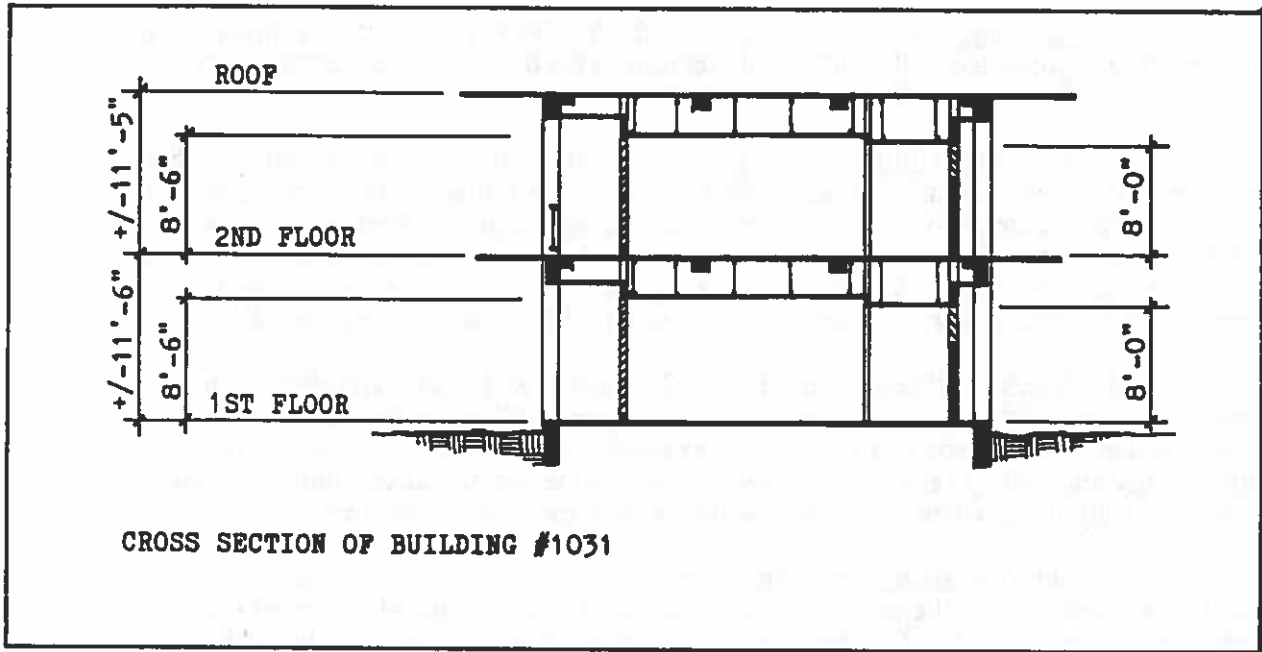 ROOF
+/-11'-5"
8'-6"
8'-0"
2ND FLOOR
+/-11'-6"
8'-6"
8'-0"
1ST FLOOR
CROSS SECTION OF BUILDING #1031